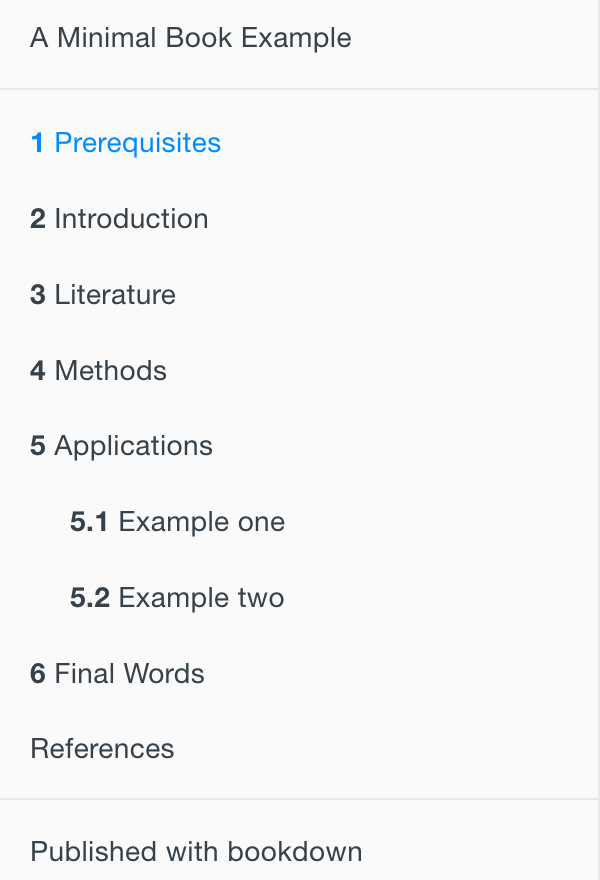 A Minimal Book Example
1 Prerequisites
2 Introduction
3 Literature
4 Methods
5 Applications
5.1 Example one
5.2 Example two
6 Final Words
References
Published with bookdown